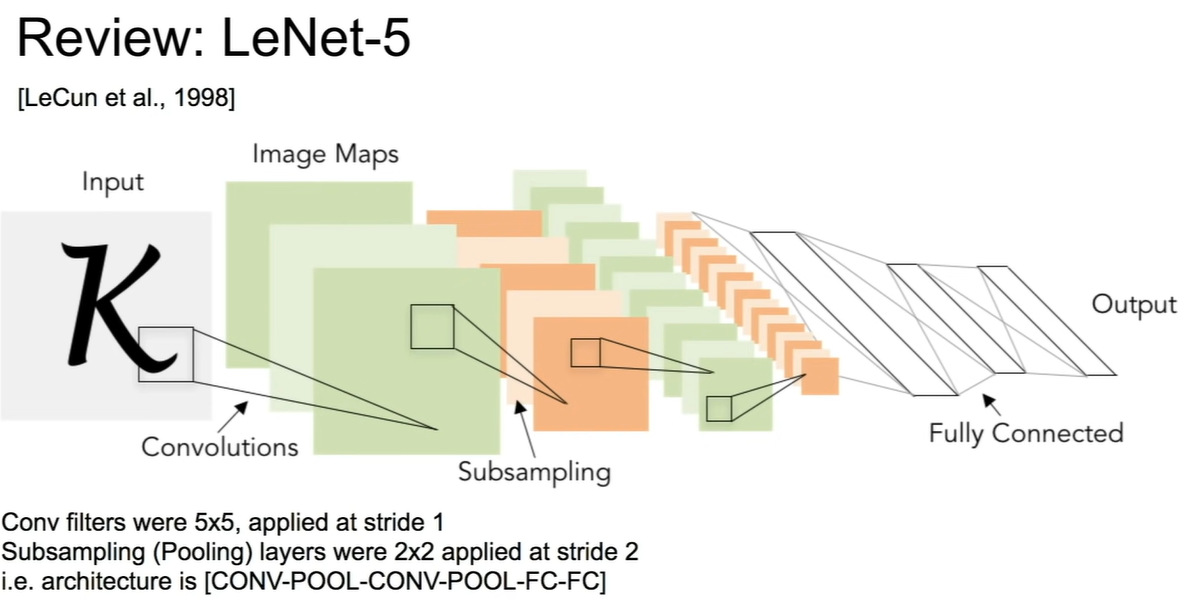 Review: LeNet-5
[LeCun et al., 1998]
Image Maps
Input
K
Output
Convolutions
Fully Connected
Subsampling
Conv filters were 5x5, applied at stride 1
Subsampling (Pooling) layers were 2x2 applied at stride 2
i.e. architecture is [CONV-POOL-CONV-POOL-FC-FC]